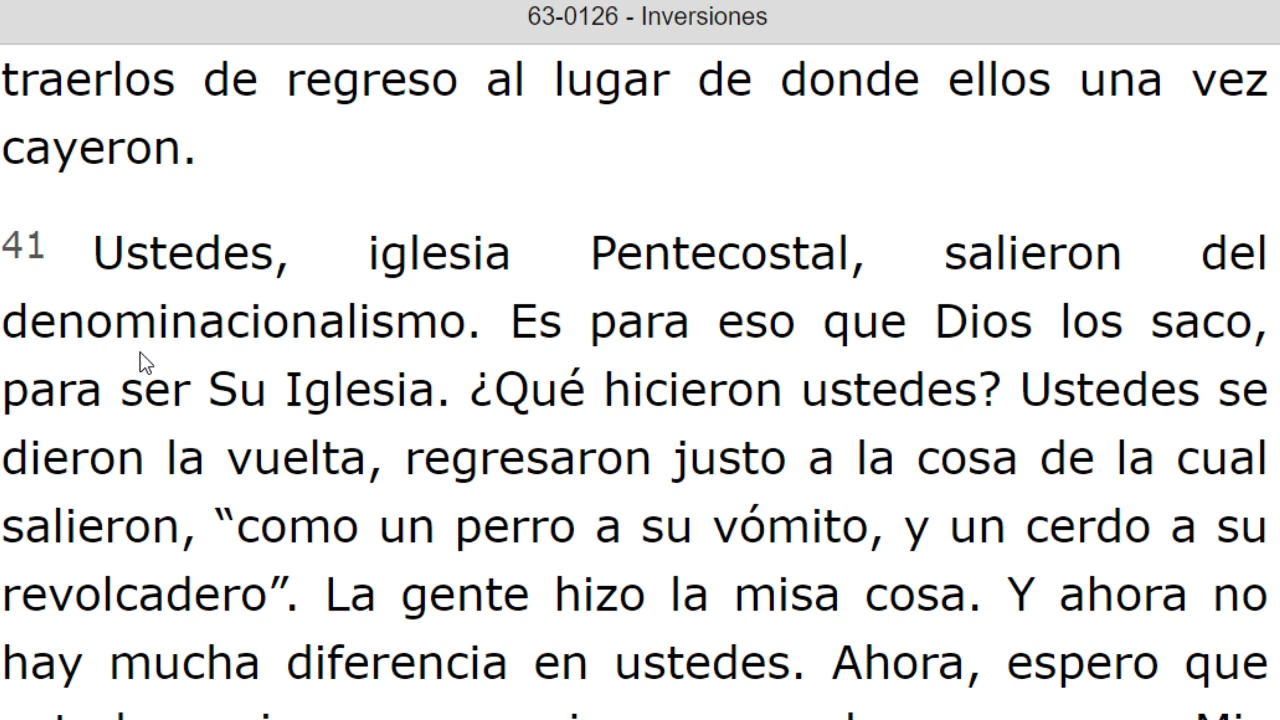 63-0126 - Inversiones
traerlos de regreso al lugar de donde ellos una vez
cayeron.
41 Ustedes, iglesia Pentecostal, salieron del
denominacionalismo. Es para eso que Dios los saco,
para ser Su Iglesia. ¿Qué hicieron ustedes? Ustedes se
dieron la vuelta, regresaron justo a la cosa de la cual
salieron, “como un perro a su vómito, y un cerdo a su
revolcadero”. La gente hizo la misa cosa. Y ahora no
hay mucha diferencia en ustedes. Ahora, espero que